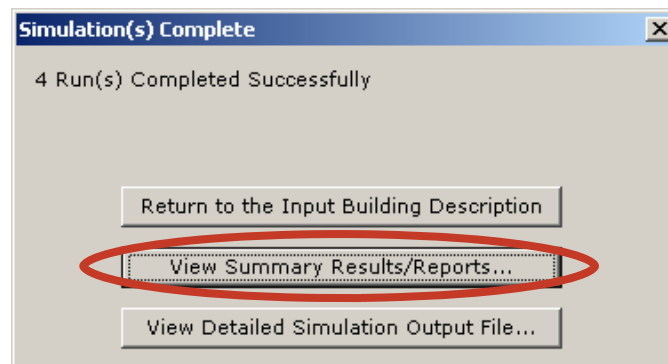 Simulation(s) Complete
4 Run(s) Completed Successfully
Return to the Input Building Description
View Summary Results/Reports...
View Detailed Simulation Output File...